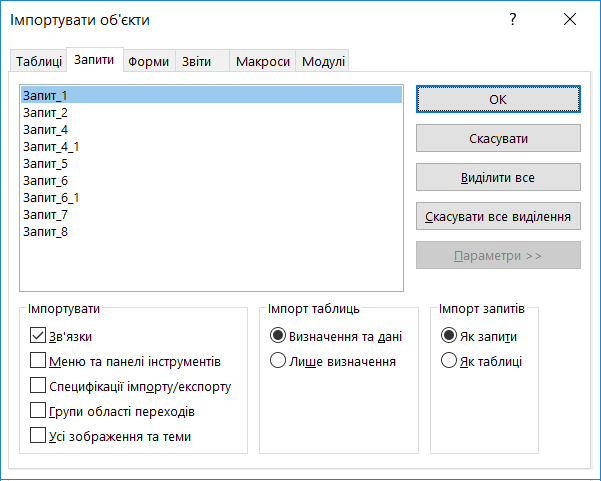 Імпортувати об'єкти
?
Таблиці Запити Форми Звіти Макроси Модулі
Запит_1
Запит_2
Запит_4
Запит_4_1
Запит_5
Запит_6
Запит_6_1
Запит_7
Запит_8
ОК
Скасувати
Виділити все
Скасувати все виділення
Параметри >>
Імпортувати
Зв'язки
Меню та панелі інструментів
Специфікації імпорту/експорту
Групи області переходів
Усі зображення та теми
Імпорт таблиць
Визначення та дані
Лише визначення
Імпорт запитів
Як запити
Як таблиці